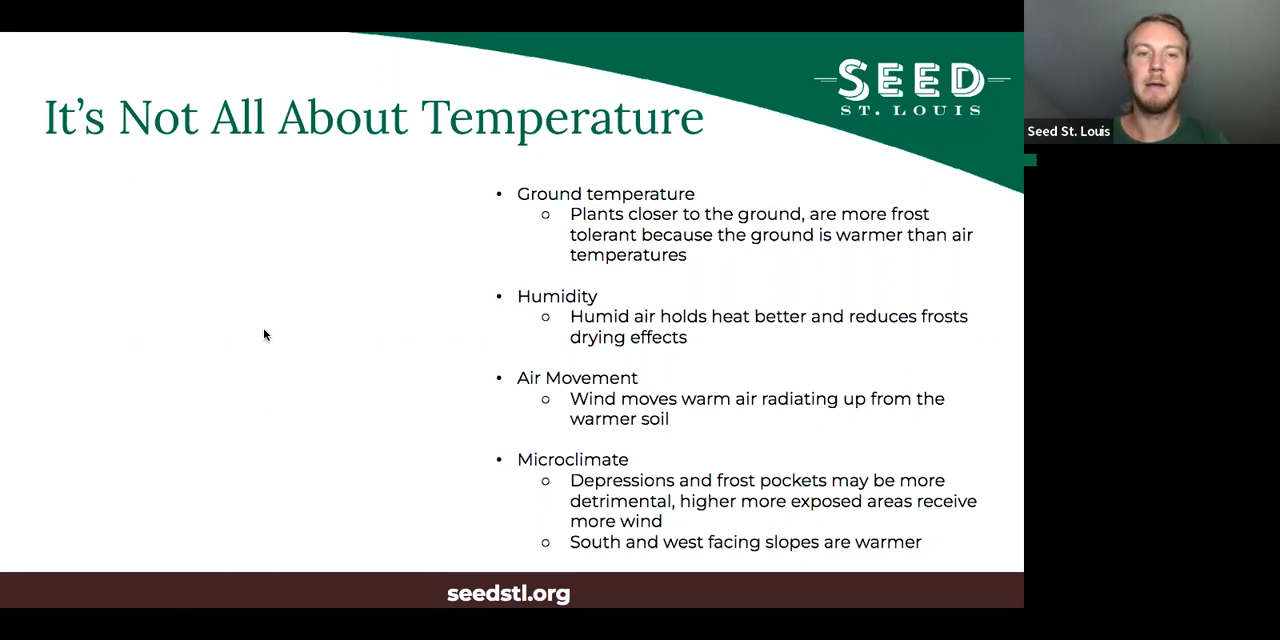 SEED
ST. LOUIS
It's Not All About Temperature
Seed St. Louis
• Ground temperature
○ Plants closer to the ground, are more frost
tolerant because the ground is warmer than air
temperatures
• Humidity
○ Humid air holds heat better and reduces frosts
drying effects
• Air Movement
○ Wind moves warm air radiating up from the
warmer soil
• Microclimate
○ Depressions and frost pockets may be more
detrimental, higher more exposed areas receive
more wind
○ South and west facing slopes are warmer
seedstl.org